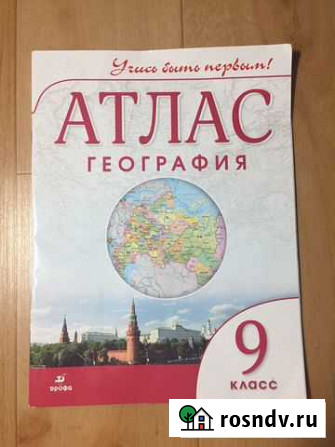 Учись быть первым!
АТЛАС
ГЕОГРАФИЯ
9
КЛАСС
дрофа
rosndv.ru